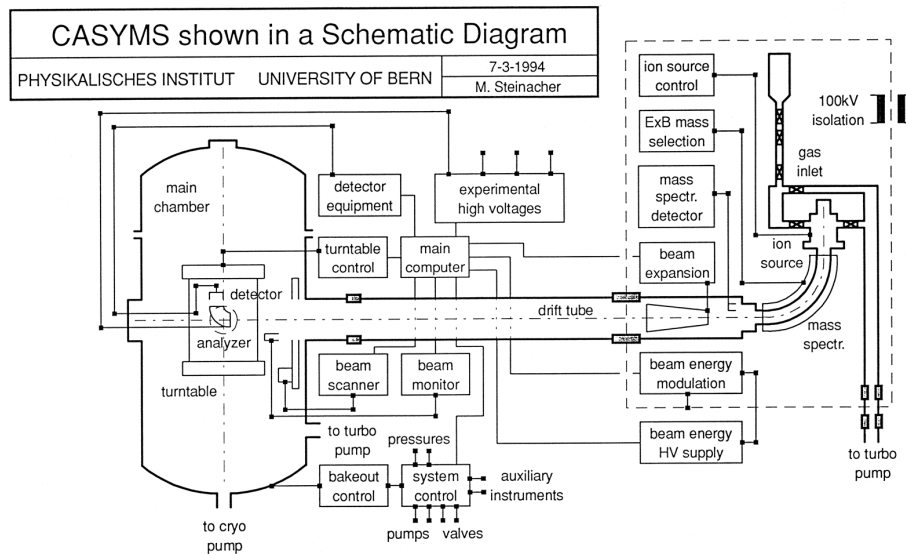 CASYMS shown in a Schematic Diagram
PHYSIKALISCHES INSTITUT UNIVERSITY OF BERN
7-3-1994
M. Steinacher
ion source
control
ExB mass
selection
mass
spectr.
detector
100kV
isolation
gas
inlet
main
chamber
detector
equipment
experimental
high voltages
turntable
control
main
computer
beam
expansion
ion
source
detector
drift tube
analyzer
mass
spectr.
turntable
beam
scanner
beam
monitor
beam energy
modulation
to turbo
pump
pressures
beam energy
HV supply
to turbo
pump
bakeout
control
system
control
auxiliary
instruments
to cryo
pump
pumps
valves